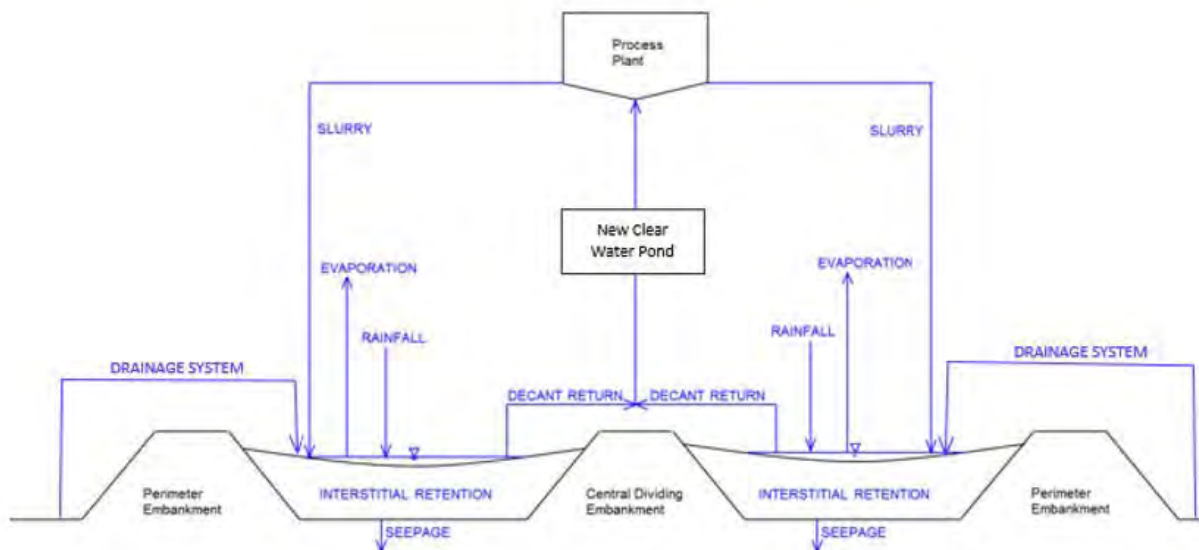 Process
Plant
SLURRY
SLURRY
New Clear
Water Pond
EVAPORATION
EVAPORATION
RAINFALL
RAINFALL
DRAINAGE SYSTEM
DRAINAGE SYSTEM
DECANT RETURN
DECANT RETURN
Perimeter
Embankment
INTERSTITIAL RETENTION
Central Dividing
Embankment
INTERSTITIAL RETENTION
Perimeter
Embankment
SEEPAGE
SEEPAGE